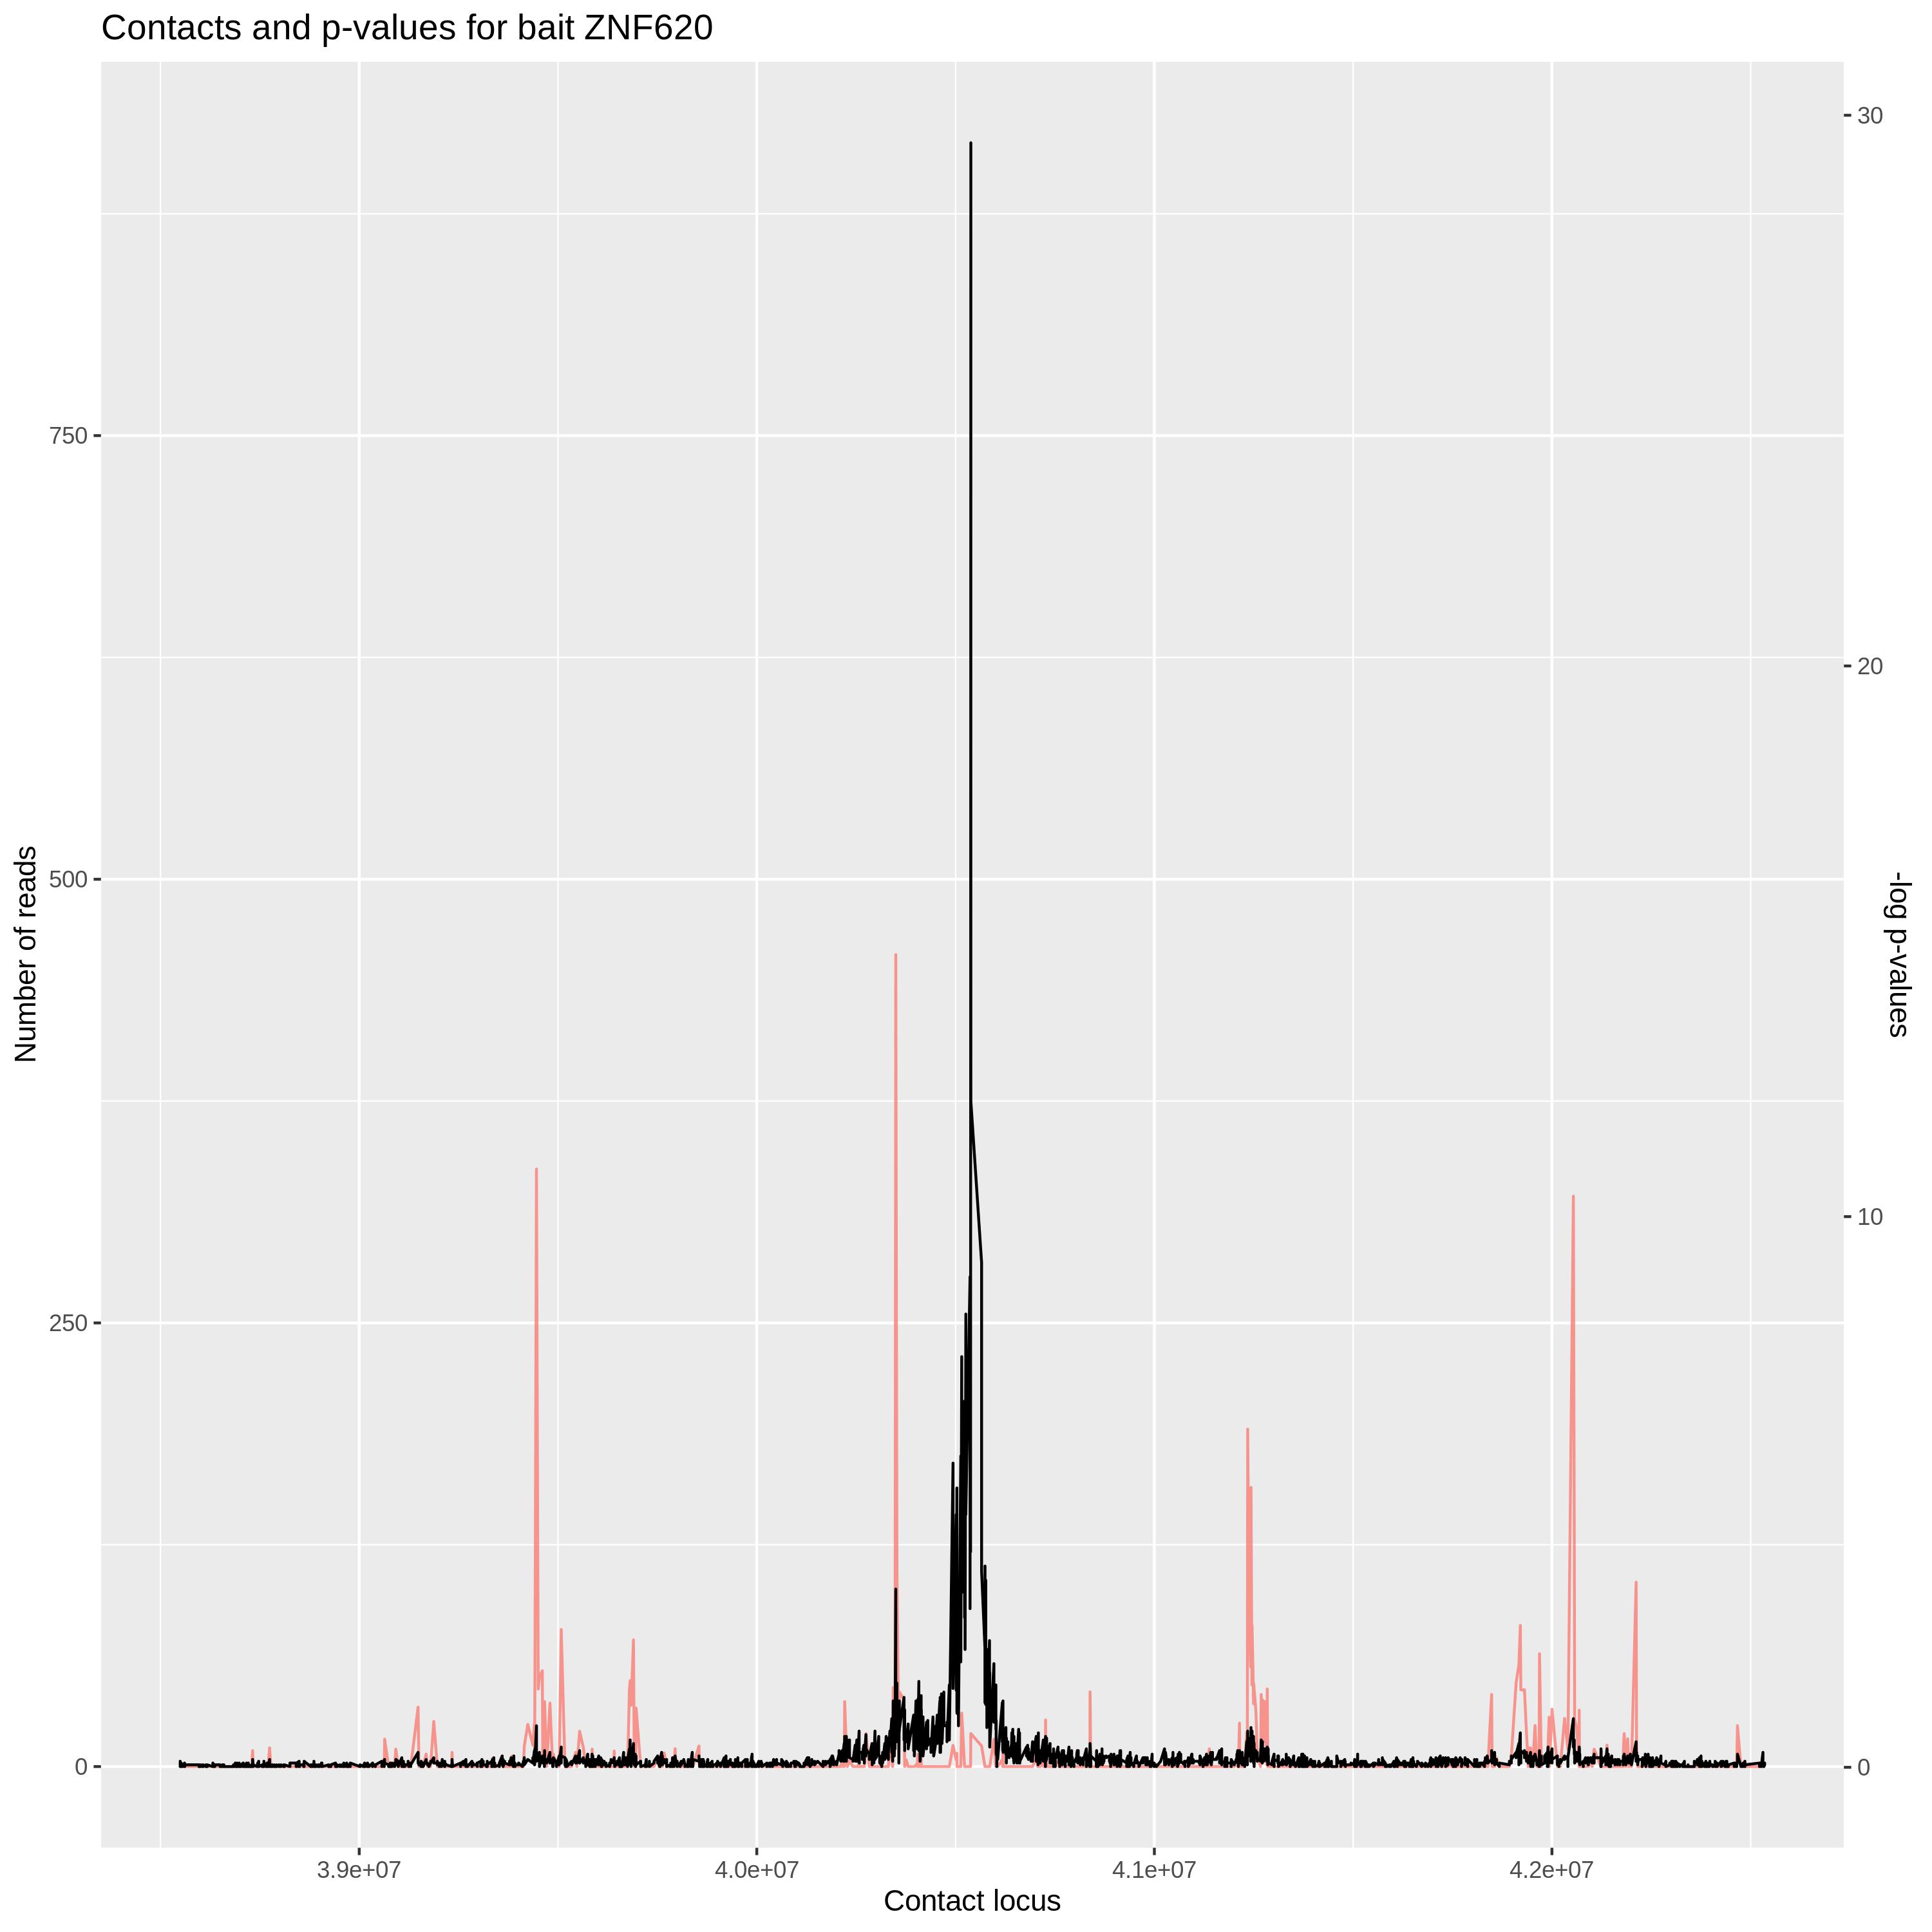 Contacts and p-values for bait ZNF620
Number of reads
750
500
250
0
30
20
10
0
-log p-values
3.9e+07
4.0e+07
4.1e+07
4.2e+07
Contact locus